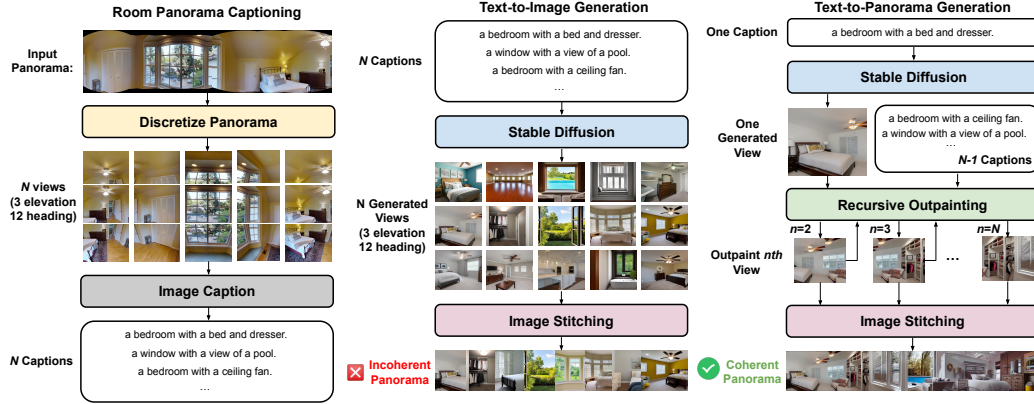 Room Panorama Captioning
Input
Panorama:
Discretize Panorama
N views
(3 elevation
12 heading)
Image Caption
N Captions
a bedroom with a bed and dresser.
a window with a view of a pool.
a bedroom with a ceiling fan.
...
Text-to-Image Generation
N Captions
a bedroom with a bed and dresser.
a window with a view of a pool.
a bedroom with a ceiling fan.
...
Stable Diffusion
N Generated
Views
(3 elevation
12 heading)
Image Stitching
Incoherent
Panorama
Text-to-Panorama Generation
One Caption
a bedroom with a bed and dresser.
Stable Diffusion
One
Generated
View
a bedroom with a ceiling fan.
a window with a view of a pool.
...
N-1 Captions
Recursive Outpainting
n=2
n=3
n=N
Outpaint nth
View
...
Image Stitching
Coherent
Panorama